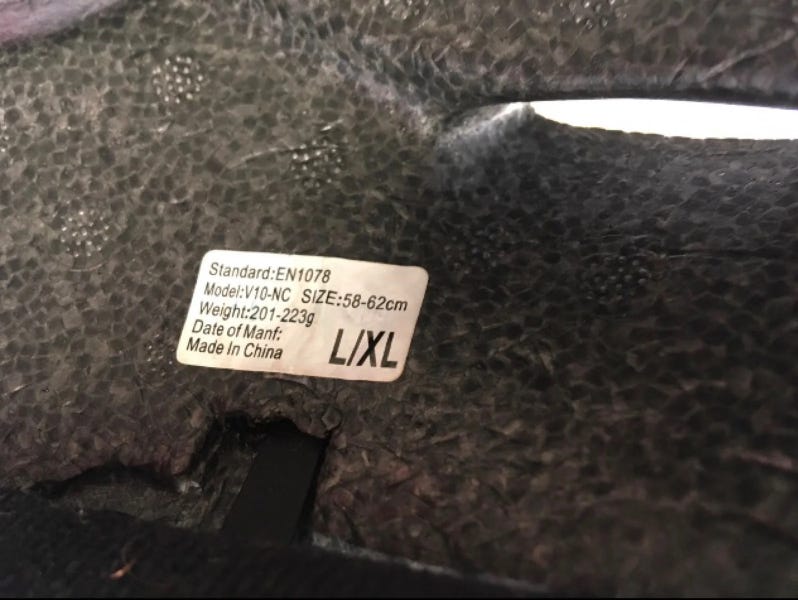 Standard:EN1078
Model:V10-NC SIZE:58-62cm
Weight:201-223g
Date of Manf:
Made In China
L/XL